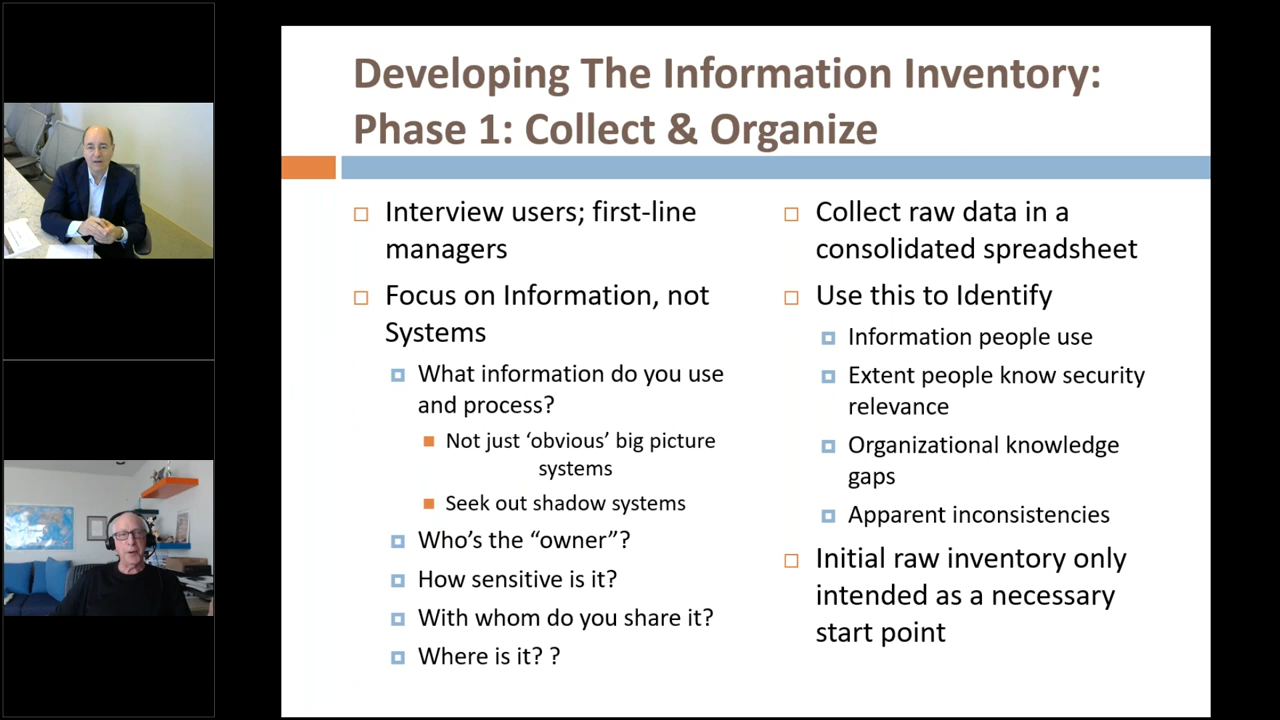 Developing The Information Inventory:
Phase 1: Collect & Organize
Interview users; first-line
managers
Focus on Information, not
Systems
What information do you use
and process?
Not just ‘obvious’ big picture
systems
Seek out shadow systems
Who’s the “owner”?
How sensitive is it?
With whom do you share it?
Where is it? ?
Collect raw data in a
consolidated spreadsheet
Use this to Identify
Information people use
Extent people know security
relevance
Organizational knowledge
gaps
Apparent inconsistencies
Initial raw inventory only
intended as a necessary
start point